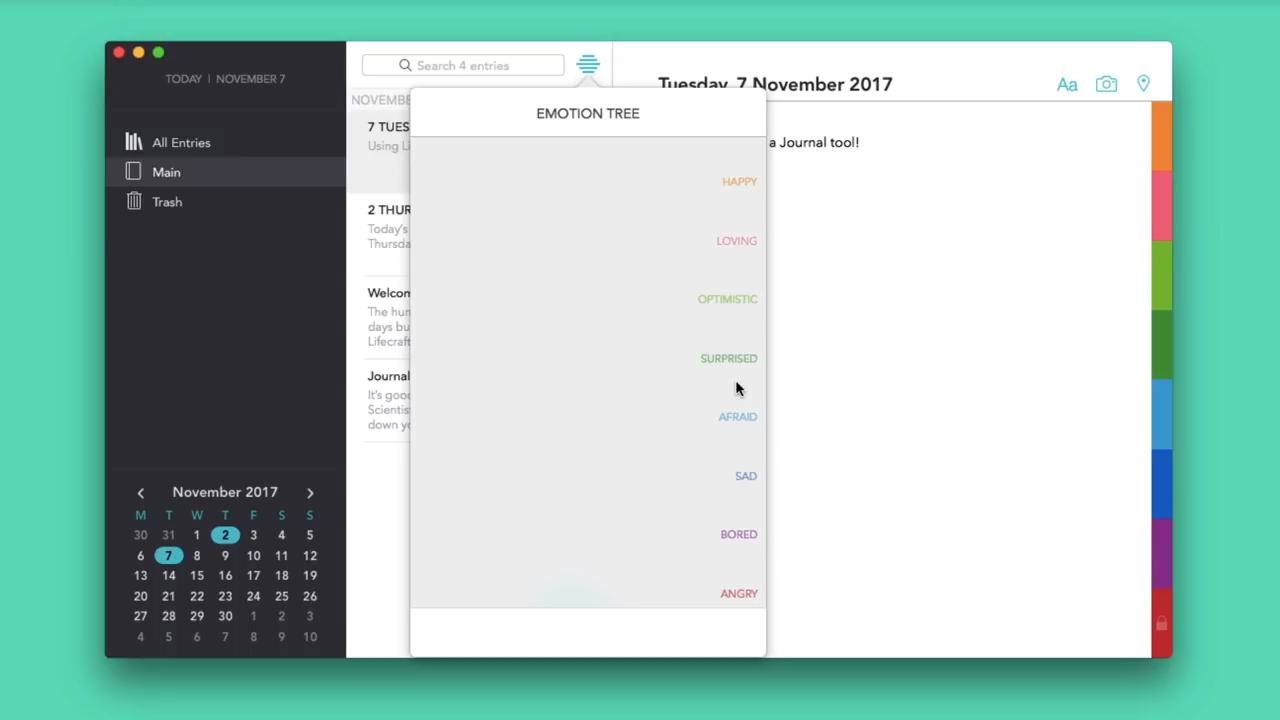 TODAY | NOVEMBER 7
All Entries
Main
Trash
November 2017
M T W T F S S
30 31 1 2 3 4 5
6 7 8 9 10 11 12
13 14 15 16 17 18 19
20 21 22 23 24 25 26
27 28 29 30 1 2 3
4 5 6 7 8 9 10
Search 4 entries
NOVEMBE
7 TUES
Using Li
2 THUR
Today's
Thursda
Welcom
The hun
days bu
Lifecraft
Journal
It's good
Scientis
down yo
EMOTION TREE
HAPPY
LOVING
OPTIMISTIC
SURPRISED
AFRAID
SAD
BORED
ANGRY
Tuesday, 7 November 2017
Aa
a Journal tool!